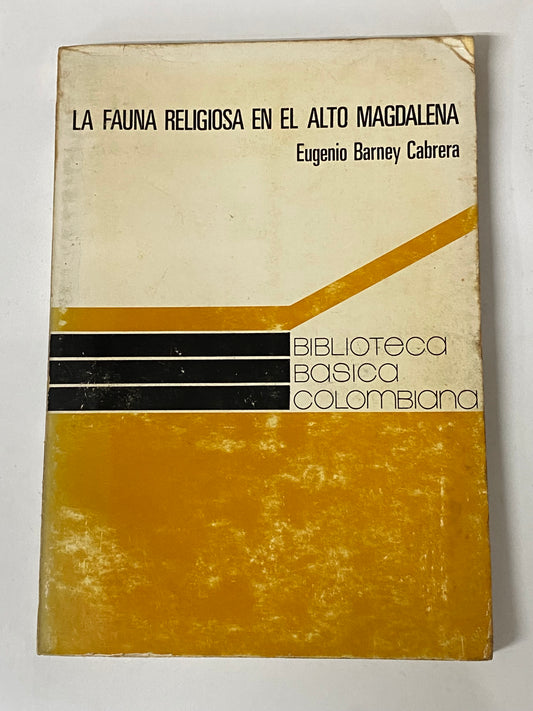 LA FAUNA RELIGIOSA EN EL ALTO MAGDALENA
Eugenio Barney Cabrera
BIBLIOTECA
BASICA
COLOMBIANA